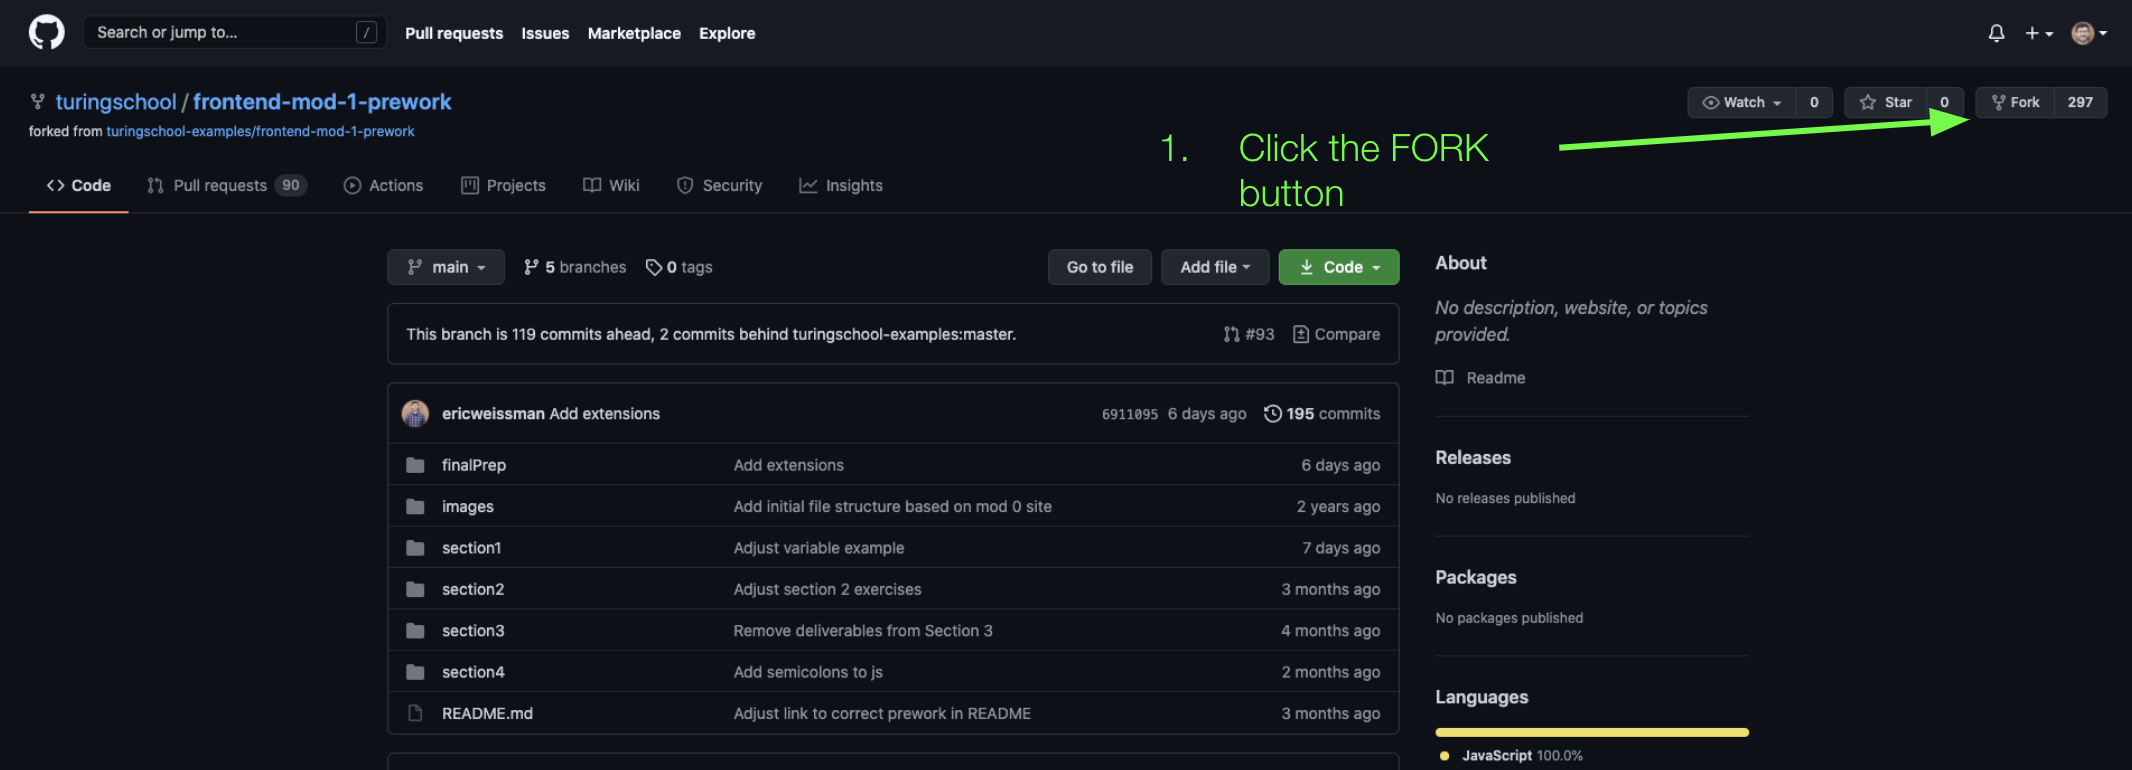 Search or jump to... /
Pull requests Issues Marketplace Explore
turingschool / frontend-mod-1-prework
forked from turingschool-examples/frontend-mod-1-prework
Watch 0 Star 0 Fork 297
1. Click the FORK
button
Code Pull requests 90 Actions Projects Wiki Security Insights
main 5 branches 0 tags
Go to file Add file Code
This branch is 119 commits ahead, 2 commits behind turingschool-examples:master.
#93 Compare
ericweissman Add extensions 6911095 6 days ago 195 commits
finalPrep Add extensions 6 days ago
images Add initial file structure based on mod 0 site 2 years ago
section1 Adjust variable example 7 days ago
section2 Adjust section 2 exercises 3 months ago
section3 Remove deliverables from Section 3 4 months ago
section4 Add semicolons to js 2 months ago
README.md Adjust link to correct prework in README 3 months ago
About
No description, website, or topics
provided.
Readme
Releases
No releases published
Packages
No packages published
Languages
JavaScript 100.0%